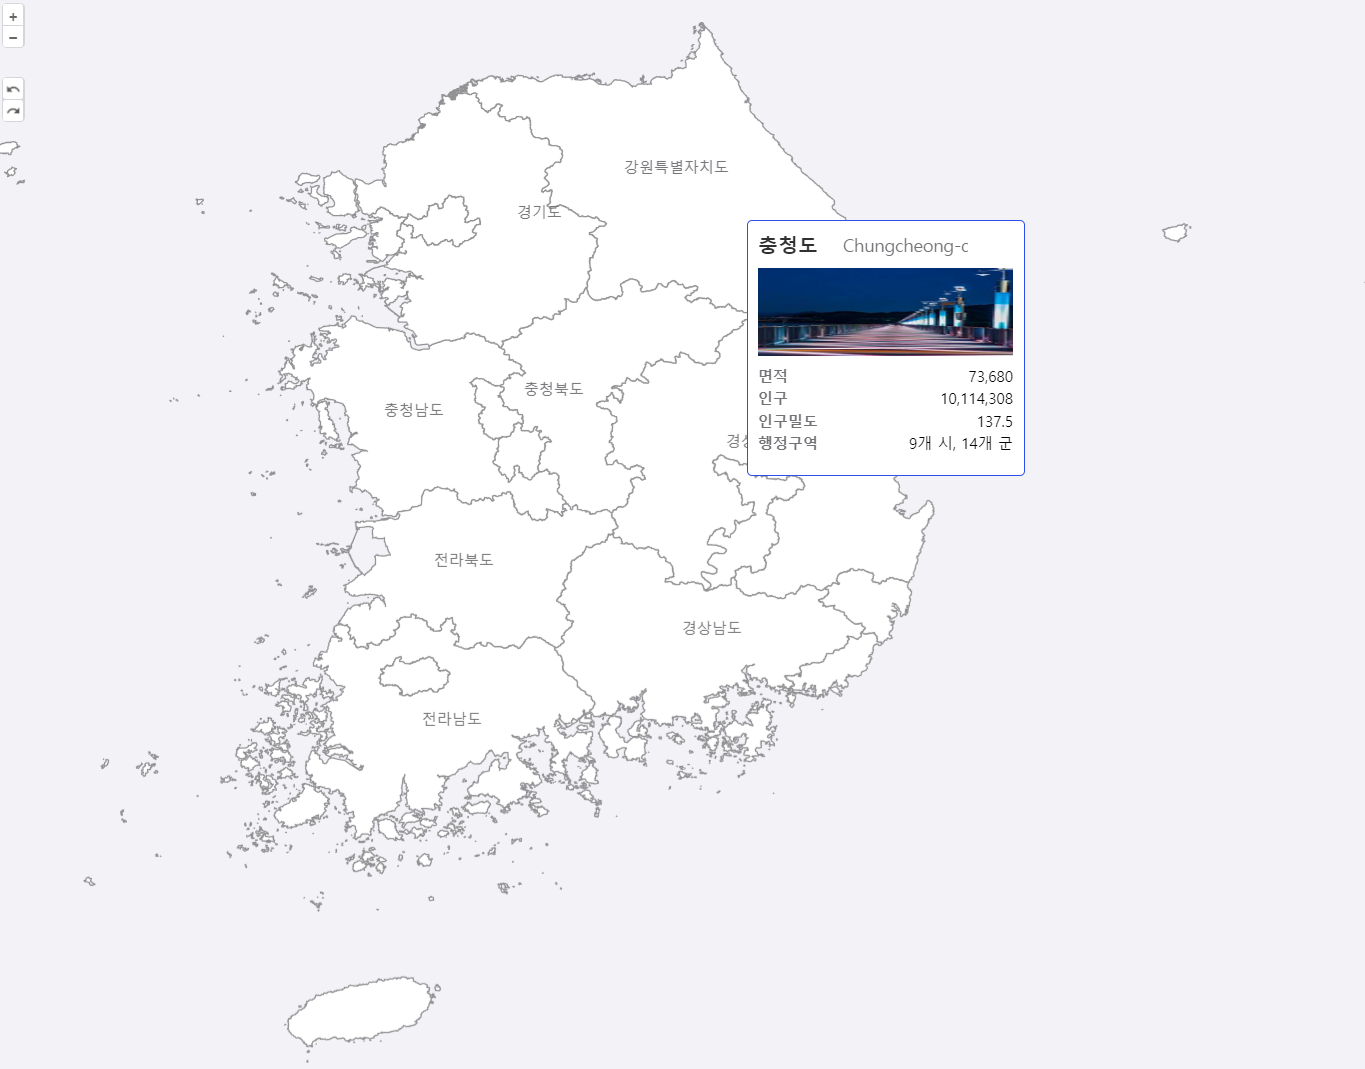 +
−
강원특별자치도
경기도
충청도 Chungcheong-c
면적 73,680
인구 10,114,308
인구밀도 137.5
행정구역 9개 시, 14개 군
충청북도
충청남도
경상
전라북도
경상남도
전라남도